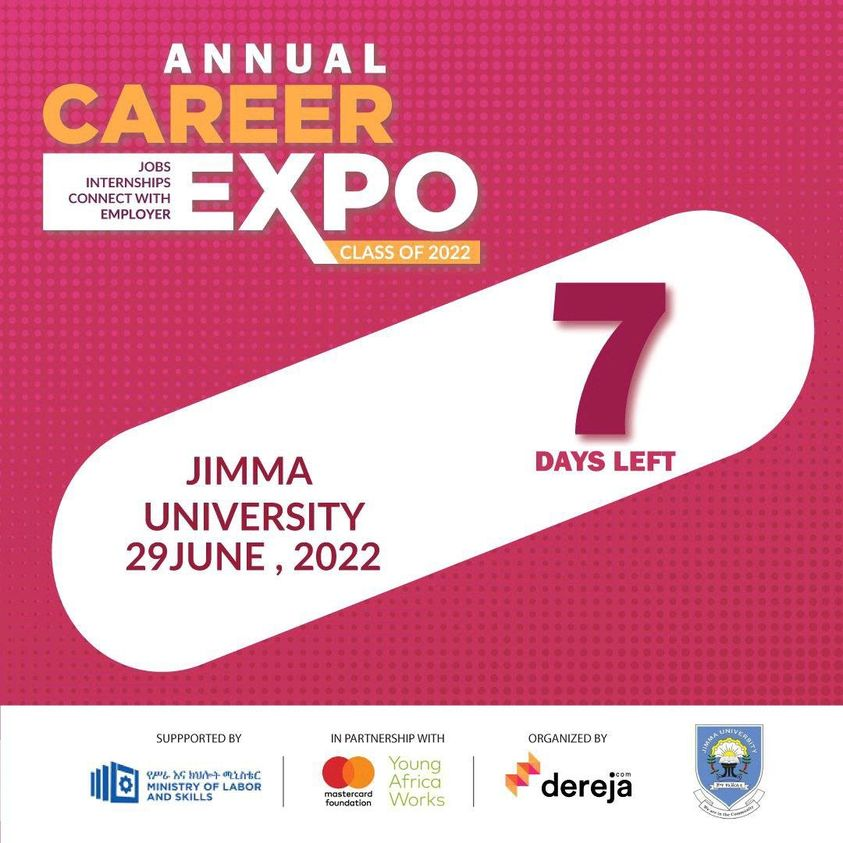 ANNUAL
CAREER
EXPO
JOBS
INTERNSHIPS
CONNECT WITH
EMPLOYER
CLASS OF 2022
7
DAYS LEFT
JIMMA
UNIVERSITY
29JUNE , 2022
SUPPPORTED BY
የሥራ እና ክህሎት ሚኒስቴር
MINISTRY OF LABOR
AND SKILLS
IN PARTNERSHIP WITH
mastercard
foundation
Young
Africa
Works
ORGANIZED BY
dereja.com
JIMMA UNIVERSITY
We are in the Community